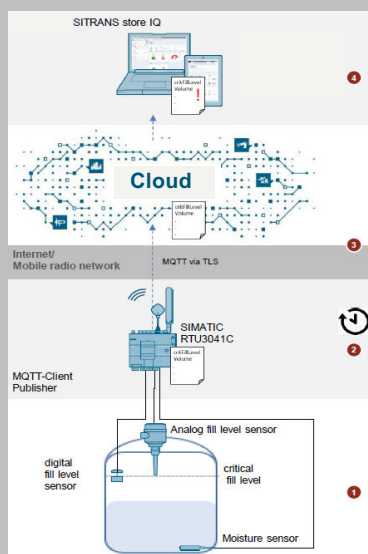 SITRANS store IQ
critFillLevel
Volume
!
4
Cloud
critFillLevel
Volume
3
Internet/
Mobile radio network
MQTT via TLS
SIMATIC
RTU3041C
critFillLevel
Volume
2
MQTT-Client
Publisher
Analog fill level sensor
digital
fill level
sensor
critical
fill level
1
Moisture sensor